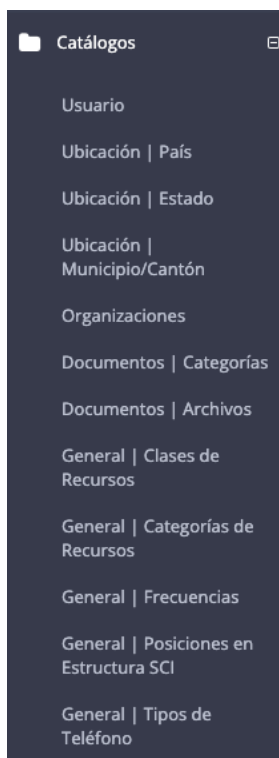 Catálogos
Usuario
Ubicación | País
Ubicación | Estado
Ubicación |
Municipio/Cantón
Organizaciones
Documentos | Categorías
Documentos | Archivos
General | Clases de
Recursos
General | Categorías de
Recursos
General | Frecuencias
General | Posiciones en
Estructura SCI
General | Tipos de
Teléfono